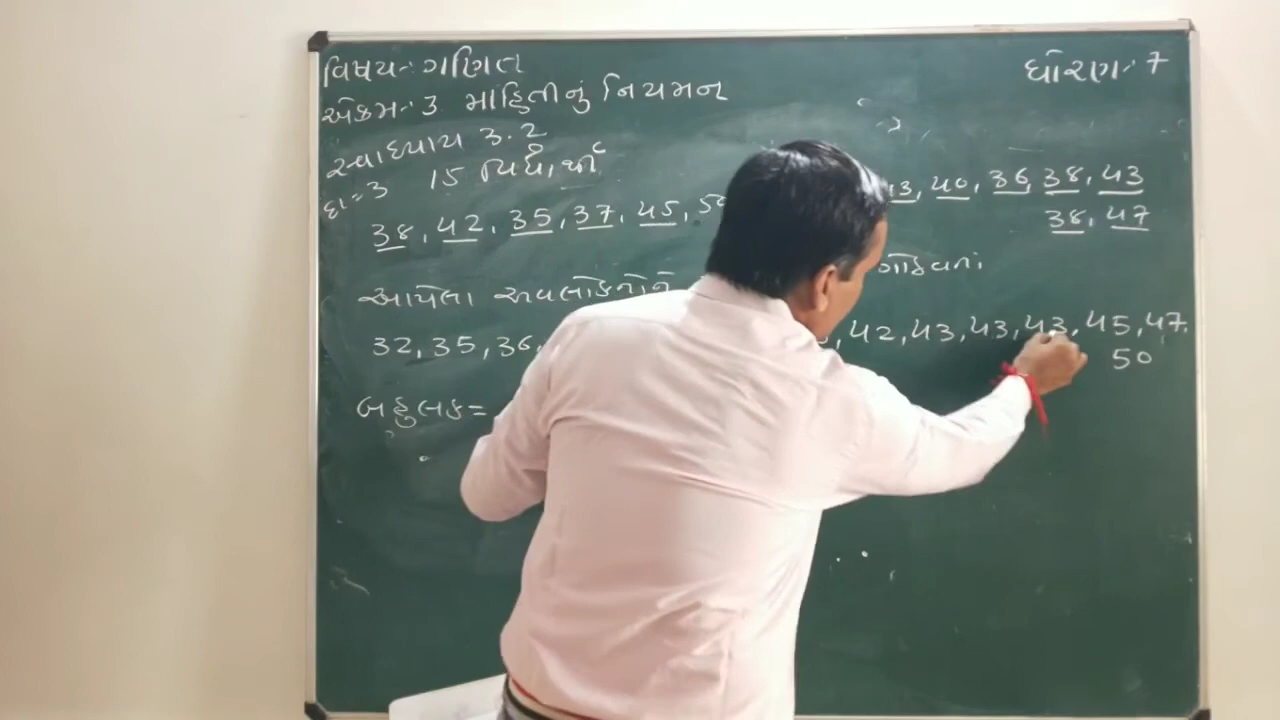 વિષય:- ગણિત
ધોરણ:- 7
એકમ:- 3 માહિતીનું નિયમન
સ્વાધ્યાય 3.2
દા=3 15 વિદ્યાર્થી
38, 42, 35, 37, 45, 50 43, 40, 36, 38, 43
38, 47
આપેલા અવલોકનોને ગોઠવતાં
32, 35, 36, 42, 43, 43, 43, 45, 47,
50
બહુલક=